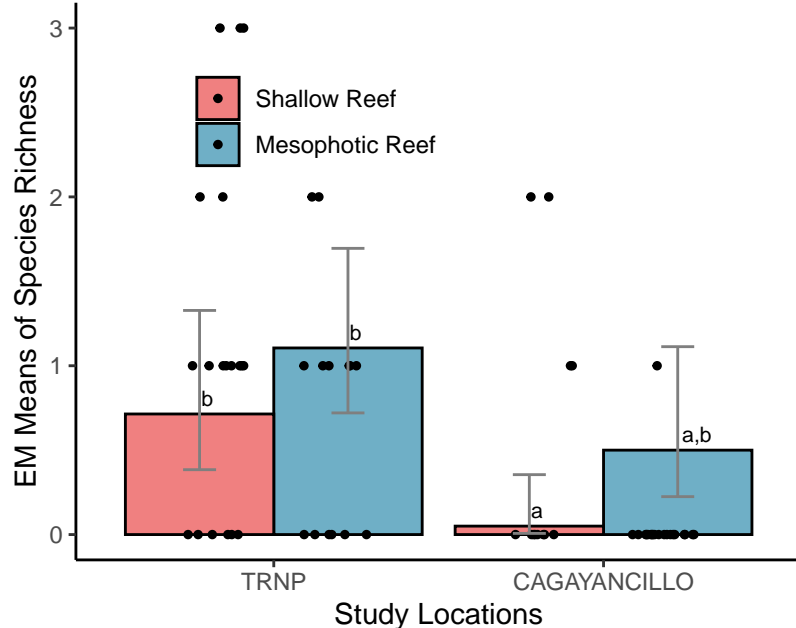 EM Means of Species Richness
3
2
1
0
Shallow Reef
Mesophotic Reef
b
b
a
a,b
TRNP
CAGAYANCILLO
Study Locations